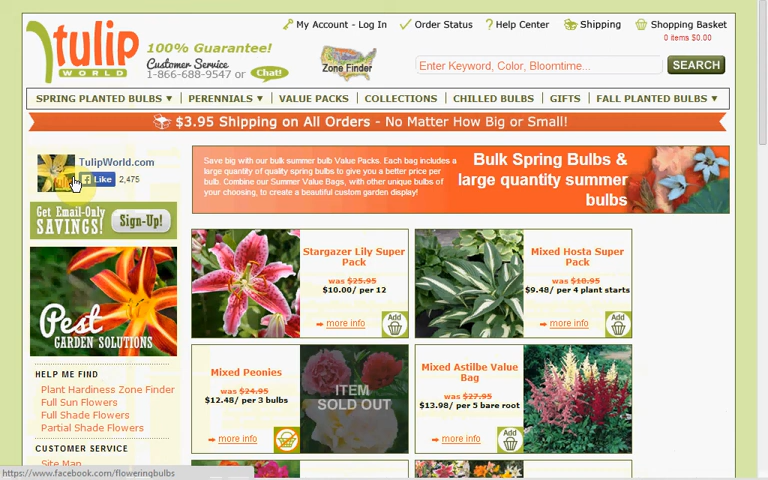 tulip
WORLD
100% Guarantee!
Customer Service
1-866-688-9547 or Chat!
Zone Finder
My Account - Log In
Order Status
Help Center
Shipping
Shopping Basket
0 items $0.00
Enter Keyword, Color, Bloomtime...
SEARCH
SPRING PLANTED BULBS ▼
PERENNIALS ▼
VALUE PACKS
COLLECTIONS
CHILLED BULBS
GIFTS
FALL PLANTED BULBS ▼
$3.95 Shipping on All Orders - No Matter How Big or Small!
TulipWorld.com
Like 2,475
Get Email-Only
SAVINGS!
Sign-Up!
Pest
GARDEN SOLUTIONS
HELP ME FIND
Plant Hardiness Zone Finder
Full Sun Flowers
Full Shade Flowers
Partial Shade Flowers
CUSTOMER SERVICE
Site Map
Save big with our bulk summer bulb Value Packs. Each bag includes a
large quantity of quality spring bulbs to give you a better price per
bulb. Combine our Summer Value Bags, with other unique bulbs of
your choosing, to create a beautiful custom garden display!
Bulk Spring Bulbs &
large quantity summer
bulbs
Stargazer Lily Super
Pack
was $25.95
$10.00/ per 12
more info
Add
Mixed Hosta Super
Pack
was $18.95
$9.48/ per 4 plant starts
more info
Add
Mixed Peonies
was $24.95
$12.48/ per 3 bulbs
more info
ITEM
SOLD OUT
Mixed Astilbe Value
Bag
was $27.95
$13.98/ per 5 bare root
more info
Add
https://www.facebook.com/floweringbulbs